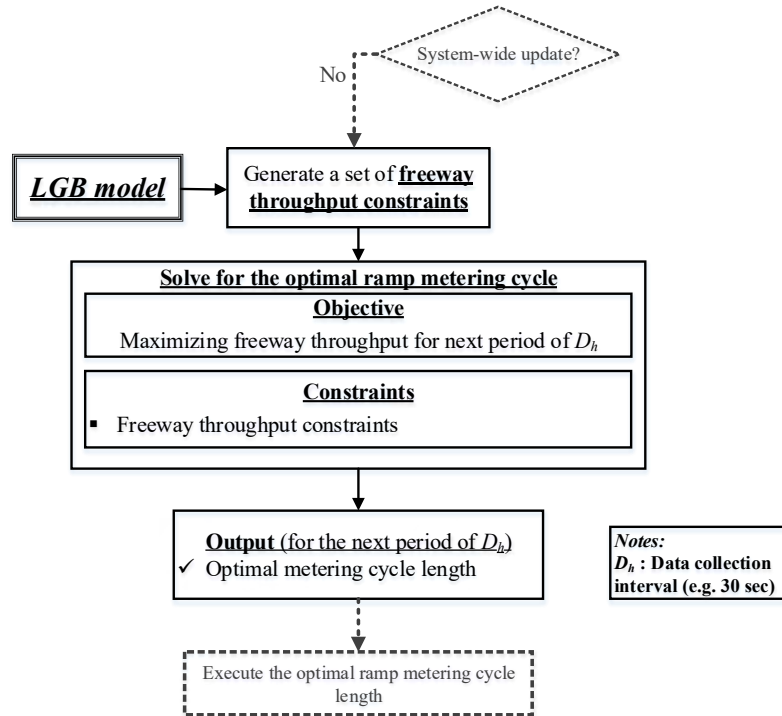 System-wide update?
No
LGB model
Generate a set of freeway
throughput constraints
Solve for the optimal ramp metering cycle
Objective
Maximizing freeway throughput for next period of Dh
Constraints
▪ Freeway throughput constraints
Output (for the next period of Dh)
✓ Optimal metering cycle length
Notes:
Dh : Data collection
interval (e.g. 30 sec)
Execute the optimal ramp metering cycle
length